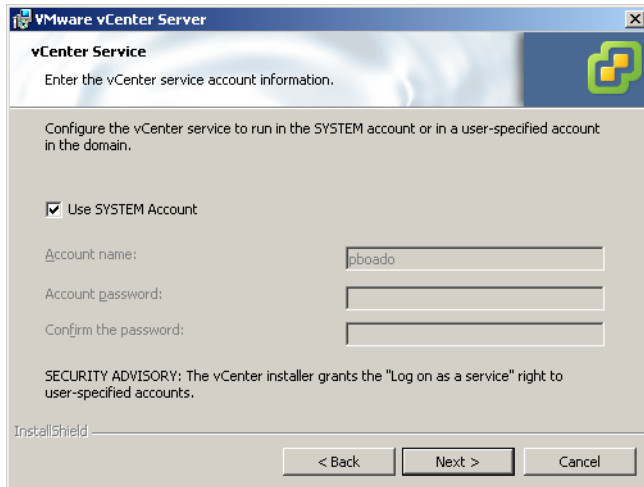 VMware vCenter Server
vCenter Service
Enter the vCenter service account information.
Configure the vCenter service to run in the SYSTEM account or in a user-specified account
in the domain.
Use SYSTEM Account
Account name:
pboado
Account password:
Confirm the password:
SECURITY ADVISORY: The vCenter installer grants the "Log on as a service" right to
user-specified accounts.
InstallShield
< Back
Next >
Cancel